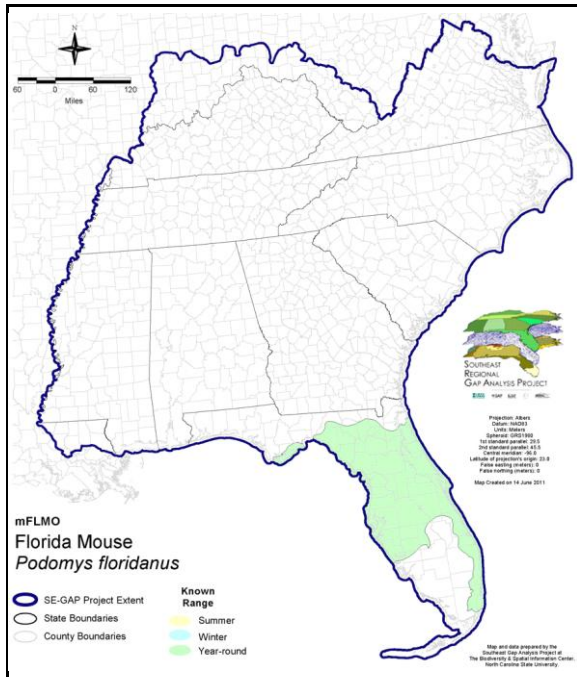 N
60 0 60 120
Miles
SOUTHEAST
REGIONAL
GAP ANALYSIS PROJECT
Projection: Albers
Datum: NAD83
Units: Meters
Spheroid: GRS1980
1st standard parallel: 29.5
2nd standard parallel: 45.5
Central meridian: -96.0
Latitude of projection's origin: 23.0
False easting (meters): 0
False northing (meters): 0
Map Created on 14 June 2011
mFLMO
Florida Mouse
Podomys floridanus
SE-GAP Project Extent
State Boundaries
County Boundaries
Known
Range
Summer
Winter
Year-round
Map and data prepared by the
Southeast Gap Analysis Project at
The Biodiversity & Spatial Information Center,
North Carolina State University.